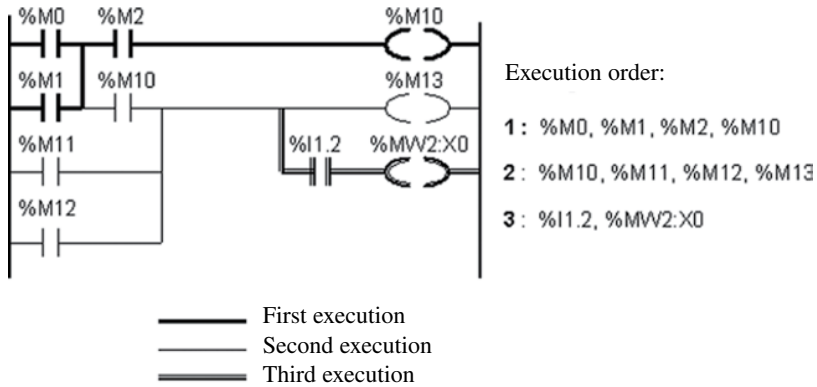 %M0 %M2 %M10
%M1 %M10 %M13
%M11 %I1.2 %MW2:X0
%M12
Execution order:
1 : %M0, %M1, %M2, %M10
2 : %M10, %M11, %M12, %M13
3 : %I1.2, %MW2:X0
First execution
Second execution
Third execution